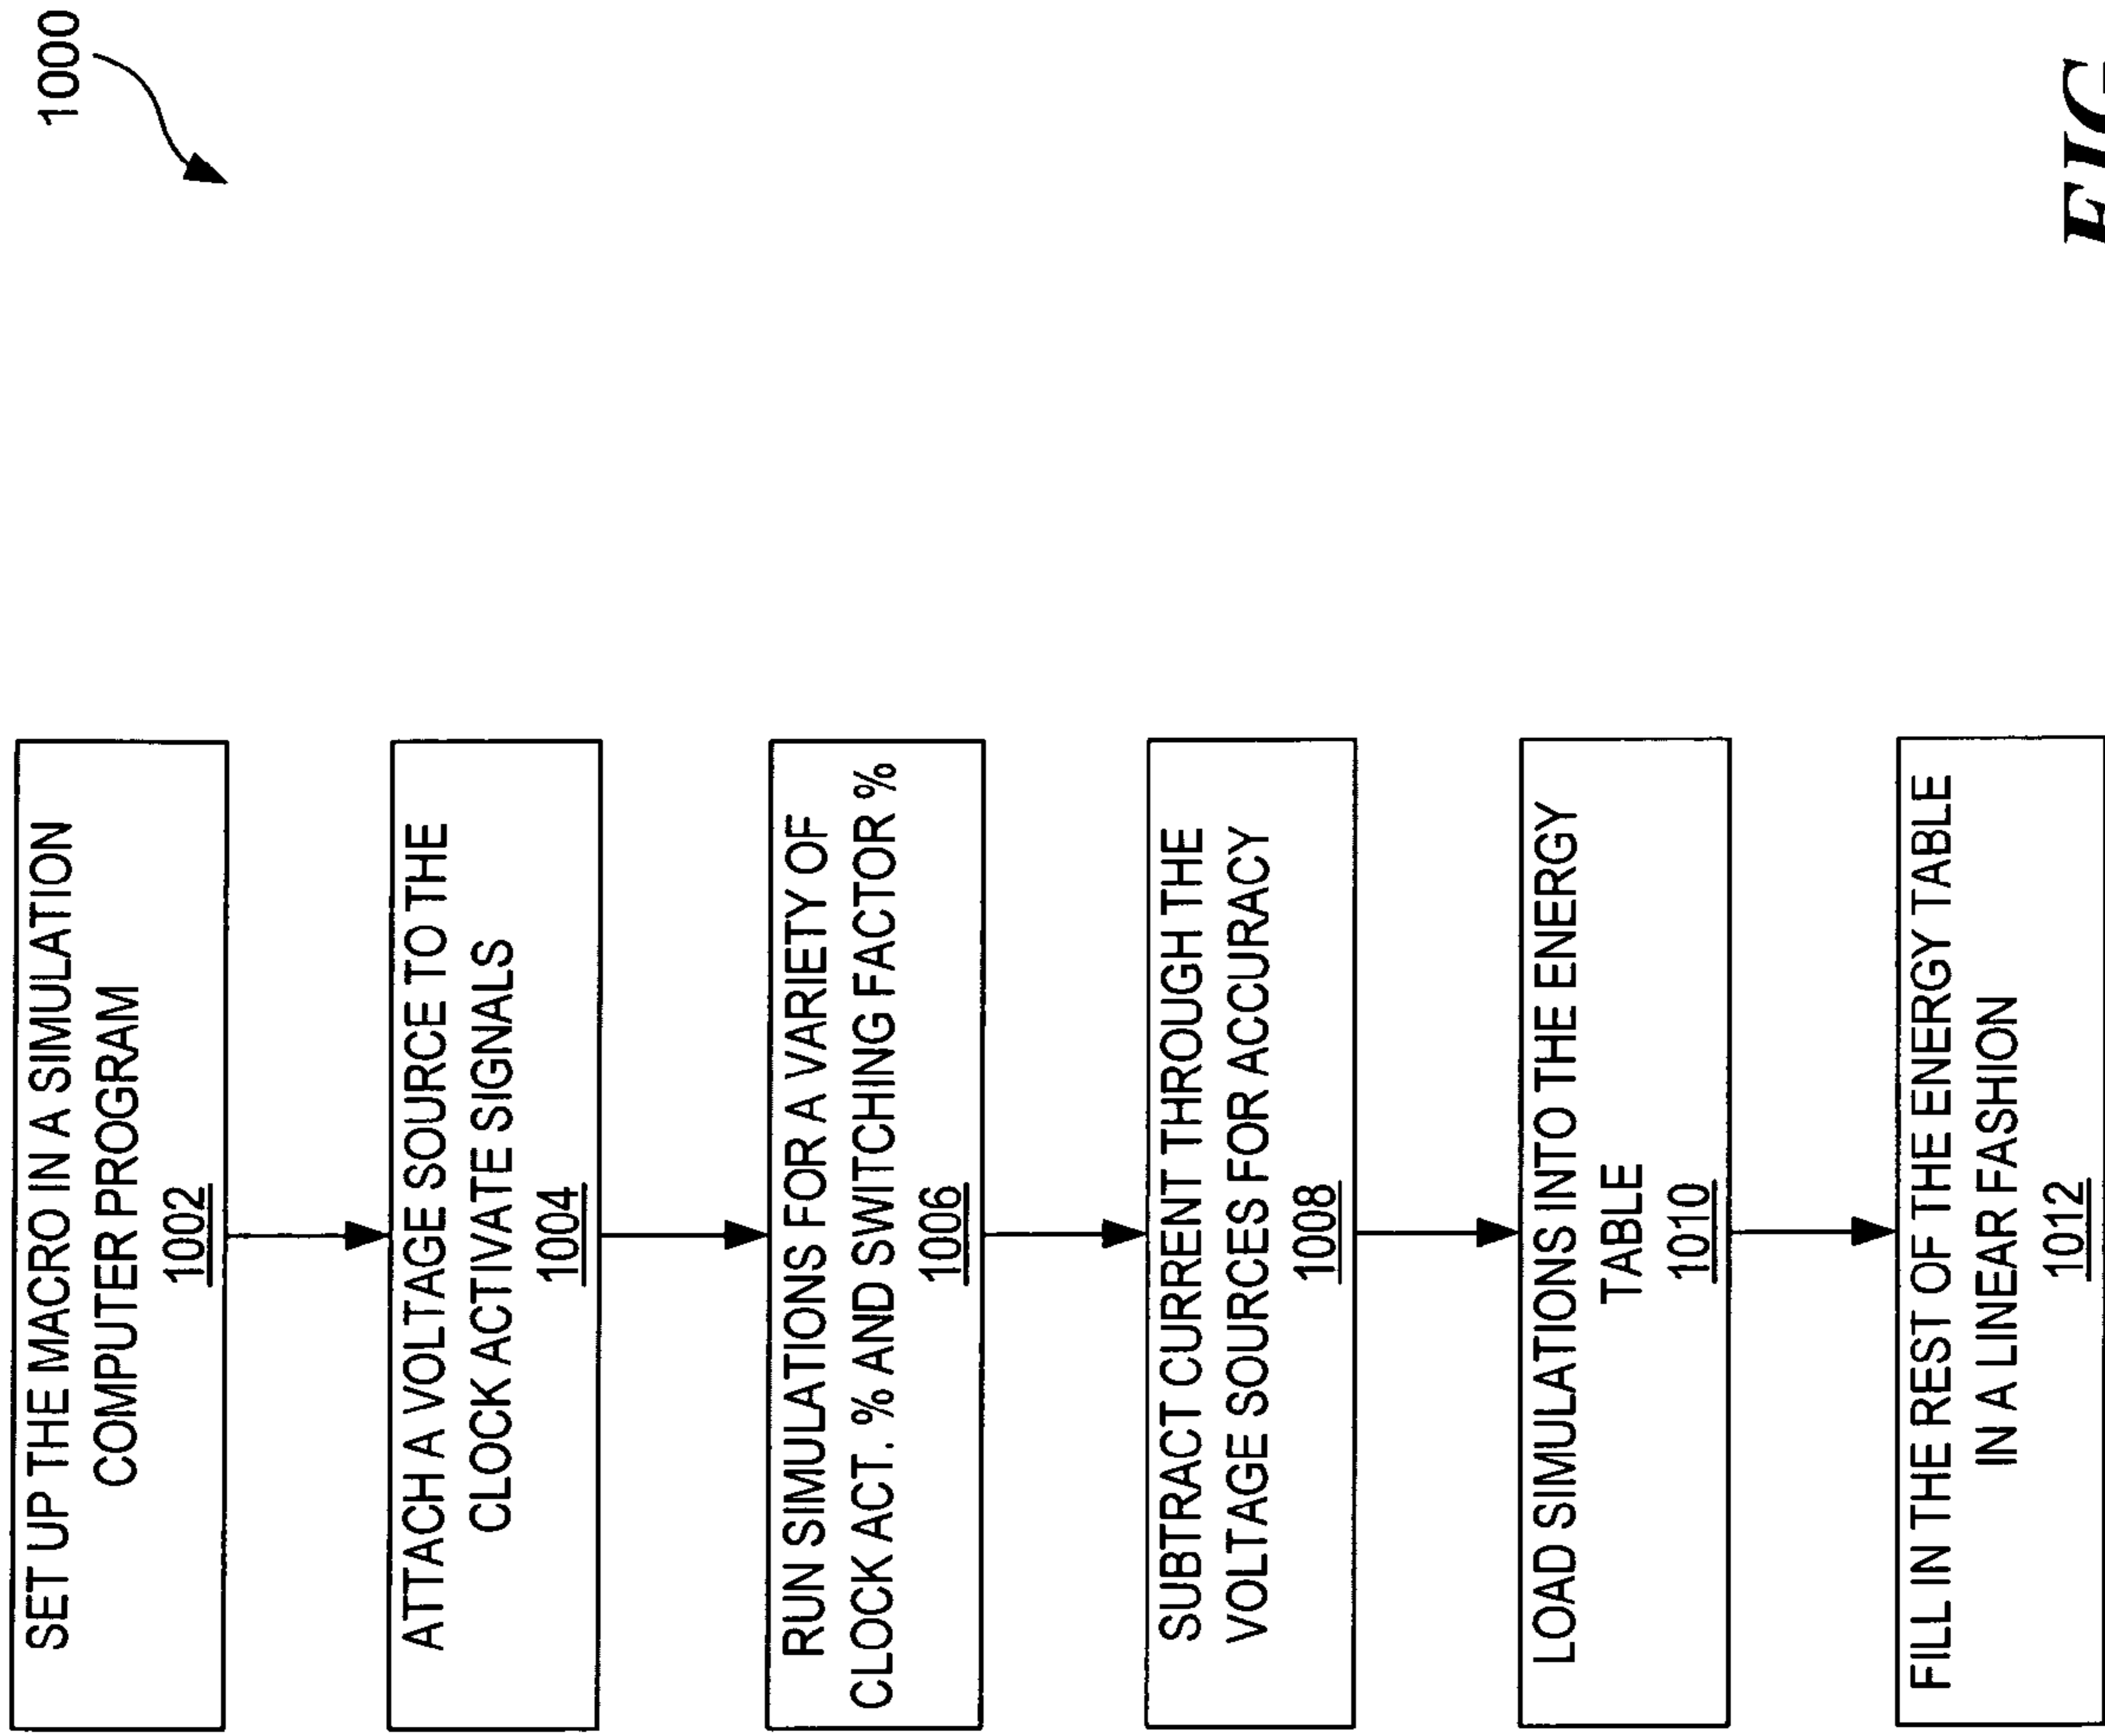 1000
SET UP THE MACRO IN A SIMULATION
COMPUTER PROGRAM
1002
ATTACH A VOLTAGE SOURCE TO THE
CLOCK ACTIVATE SIGNALS
1004
RUN SIMULATIONS FOR A VARIETY OF
CLOCK ACT. % AND SWITCHING FACTOR %
1006
SUBTRACT CURRENT THROUGH THE
VOLTAGE SOURCES FOR ACCURACY
1008
LOAD SIMULATIONS INTO THE ENERGY
TABLE
1010
FILL IN THE REST OF THE ENERGY TABLE
IN A LINEAR FASHION
1012